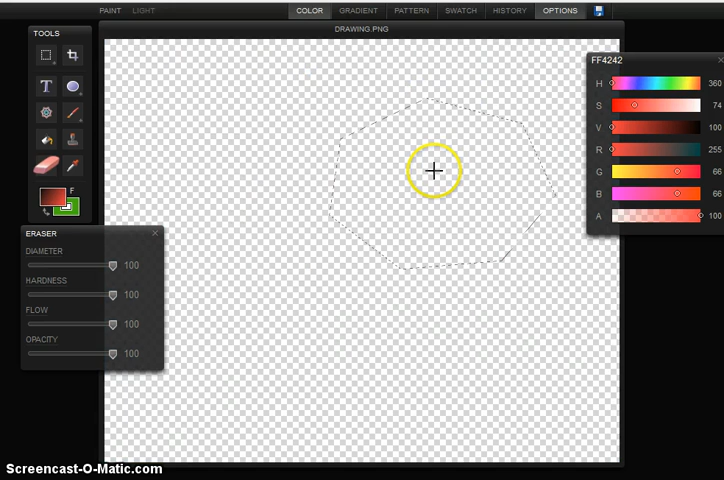 PAINT LIGHT COLOR GRADIENT PATTERN SWATCH HISTORY OPTIONS
DRAWING.PNG
TOOLS
T
F
ERASER
DIAMETER
100
HARDNESS
100
FLOW
100
OPACITY
100
FF4242
H 360
S 74
V 100
R 255
G 66
B 66
A 100
Screencast-O-Matic.com